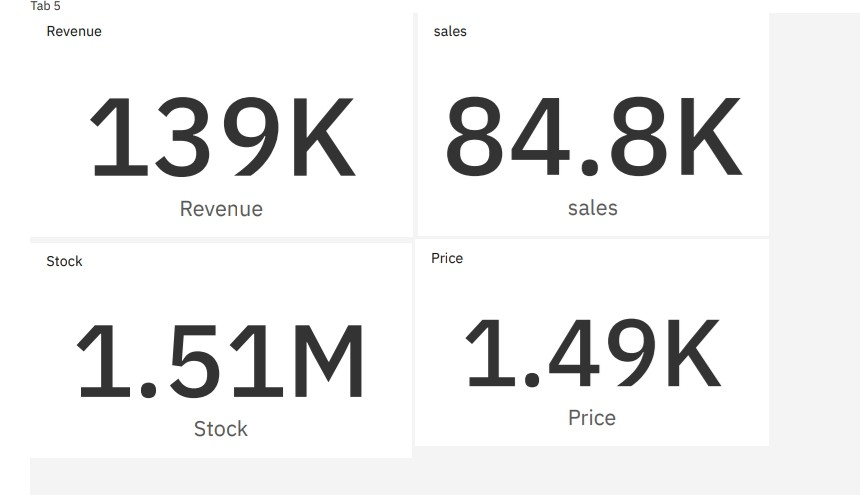 Tab 5
Revenue
139K
Revenue
sales
84.8K
sales
Stock
1.51M
Stock
Price
1.49K
Price